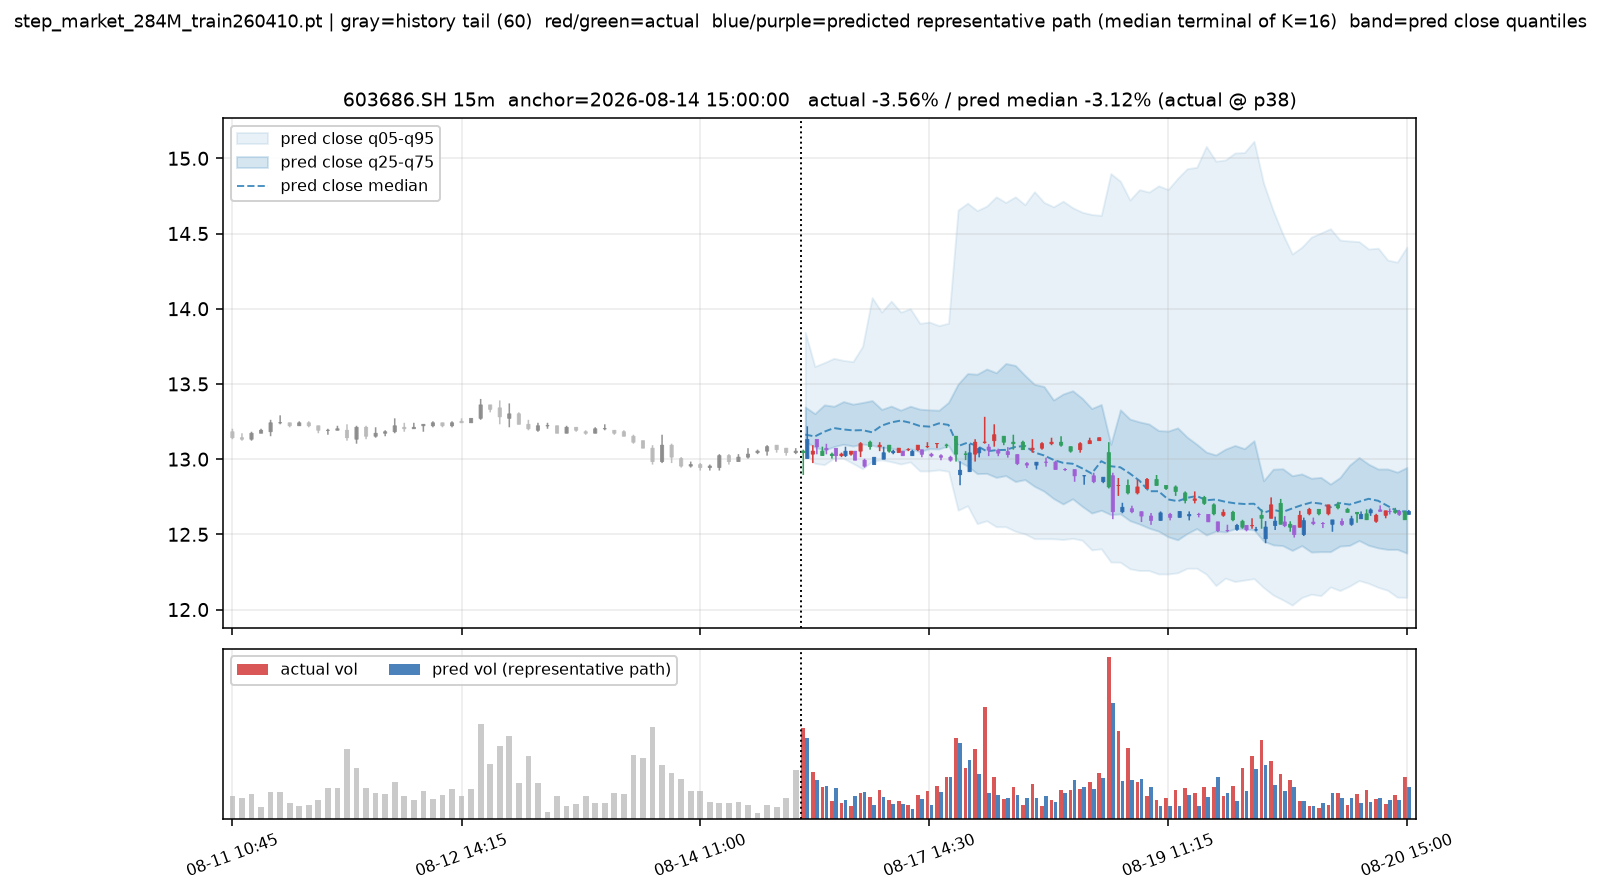 step_market_284M_train260410.pt | gray=history tail (60)  red/green=actual  blue/purple=predicted representative path (median terminal of K=16)  band=pred close quantiles
603686.SH 15m  anchor=2026-08-14 15:00:00   actual -3.56% / pred median -3.12% (actual @ p38)
pred close q05-q95
pred close q25-q75
pred close median
15.0
14.5
14.0
13.5
13.0
12.5
12.0
actual vol
pred vol (representative path)
08-11 10:45
08-12 14:15
08-14 11:00
08-17 14:30
08-19 11:15
08-20 15:00